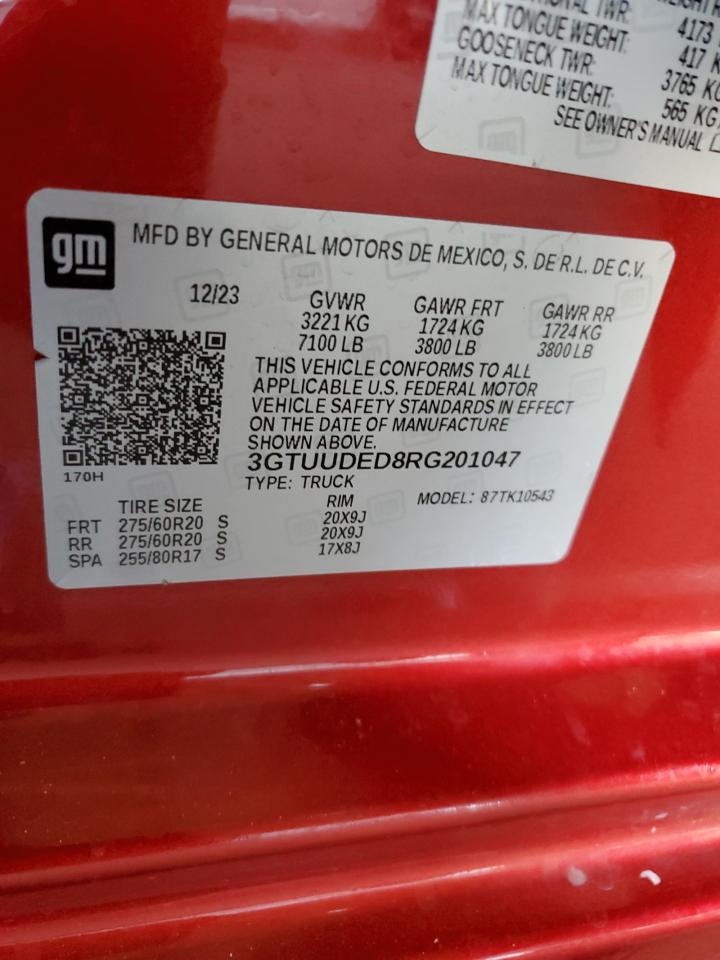 TWR:
MAX TONGUE WEIGHT:
4173
417
GOOSENECK TWR:
3765 KG
MAX TONGUE WEIGHT:
565 KG
SEE OWNER'S MANUAL
gm
MFD BY GENERAL MOTORS DE MEXICO, S. DE R.L. DE C.V.
12/23
GVWR GAWR FRT GAWR RR
3221 KG 1724 KG 1724 KG
7100 LB 3800 LB 3800 LB
THIS VEHICLE CONFORMS TO ALL
APPLICABLE U.S. FEDERAL MOTOR
VEHICLE SAFETY STANDARDS IN EFFECT
ON THE DATE OF MANUFACTURE
SHOWN ABOVE.
170H
3GTUUDED8RG201047
TYPE: TRUCK MODEL: 87TK10543
TIRE SIZE RIM
FRT 275/60R20 S 20X9J
RR 275/60R20 S 20X9J
SPA 255/80R17 S 17X8J